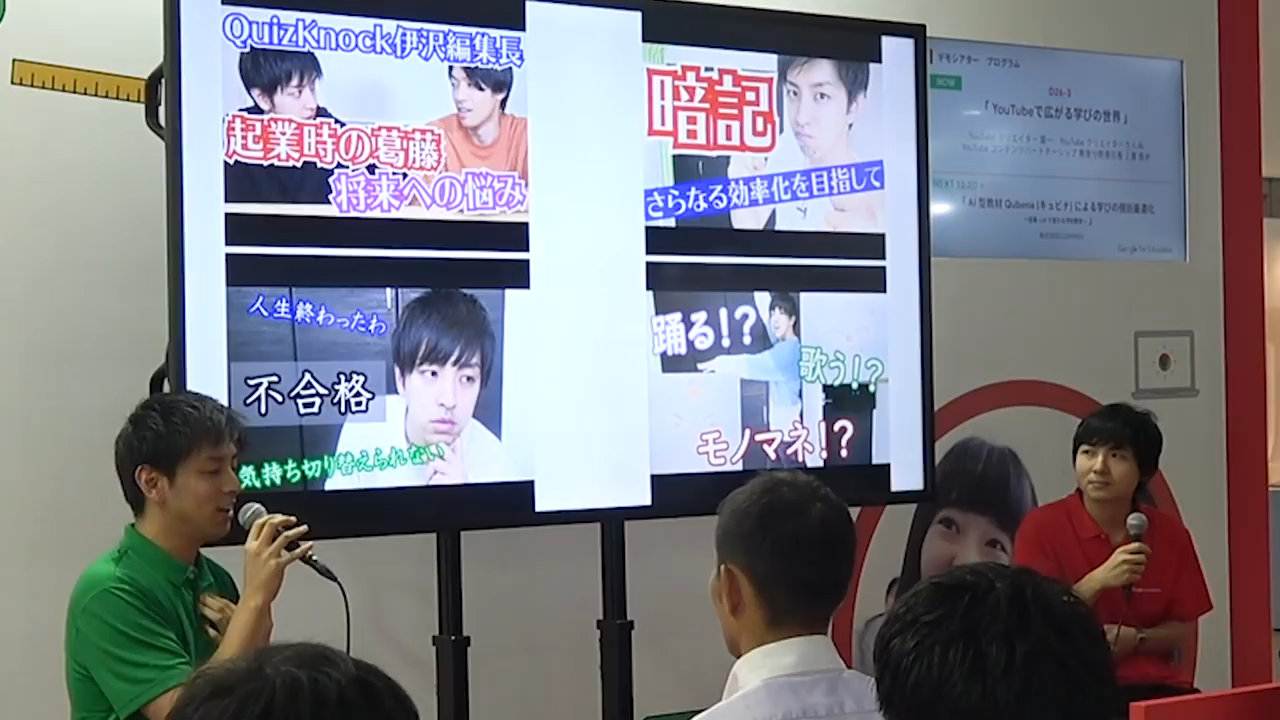 QuizKnock伊沢編集長
起業時の葛藤
将来への悩み
暗記
さらなる効率化を目指して
人生終わったわ
不合格
気持ち切り替えられない
踊る!?
歌う!?
モノマネ!?
デモシアター プログラム
NOW
D26-3
「YouTubeで広がる学びの世界」
NEXT
「AI型教材 Qubena (キュビナ) による学びの個別最適化
Google for Education